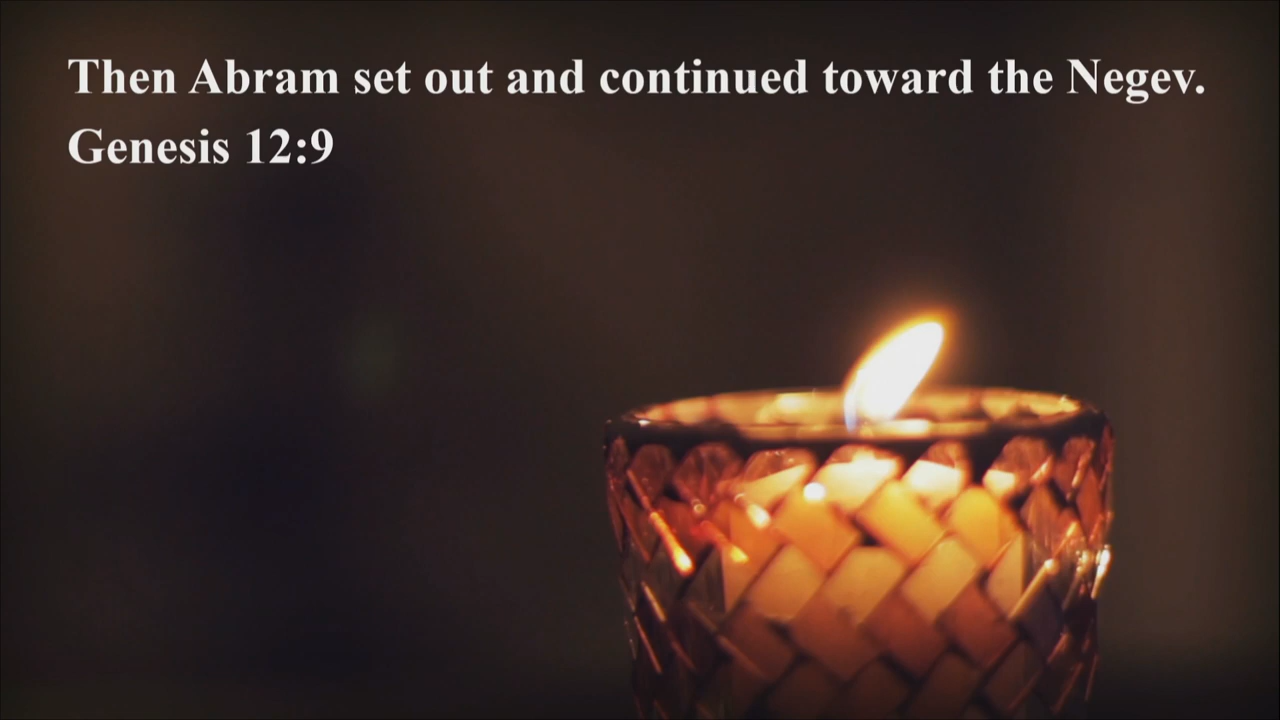 Then Abram set out and continued toward the Negev.
Genesis 12:9